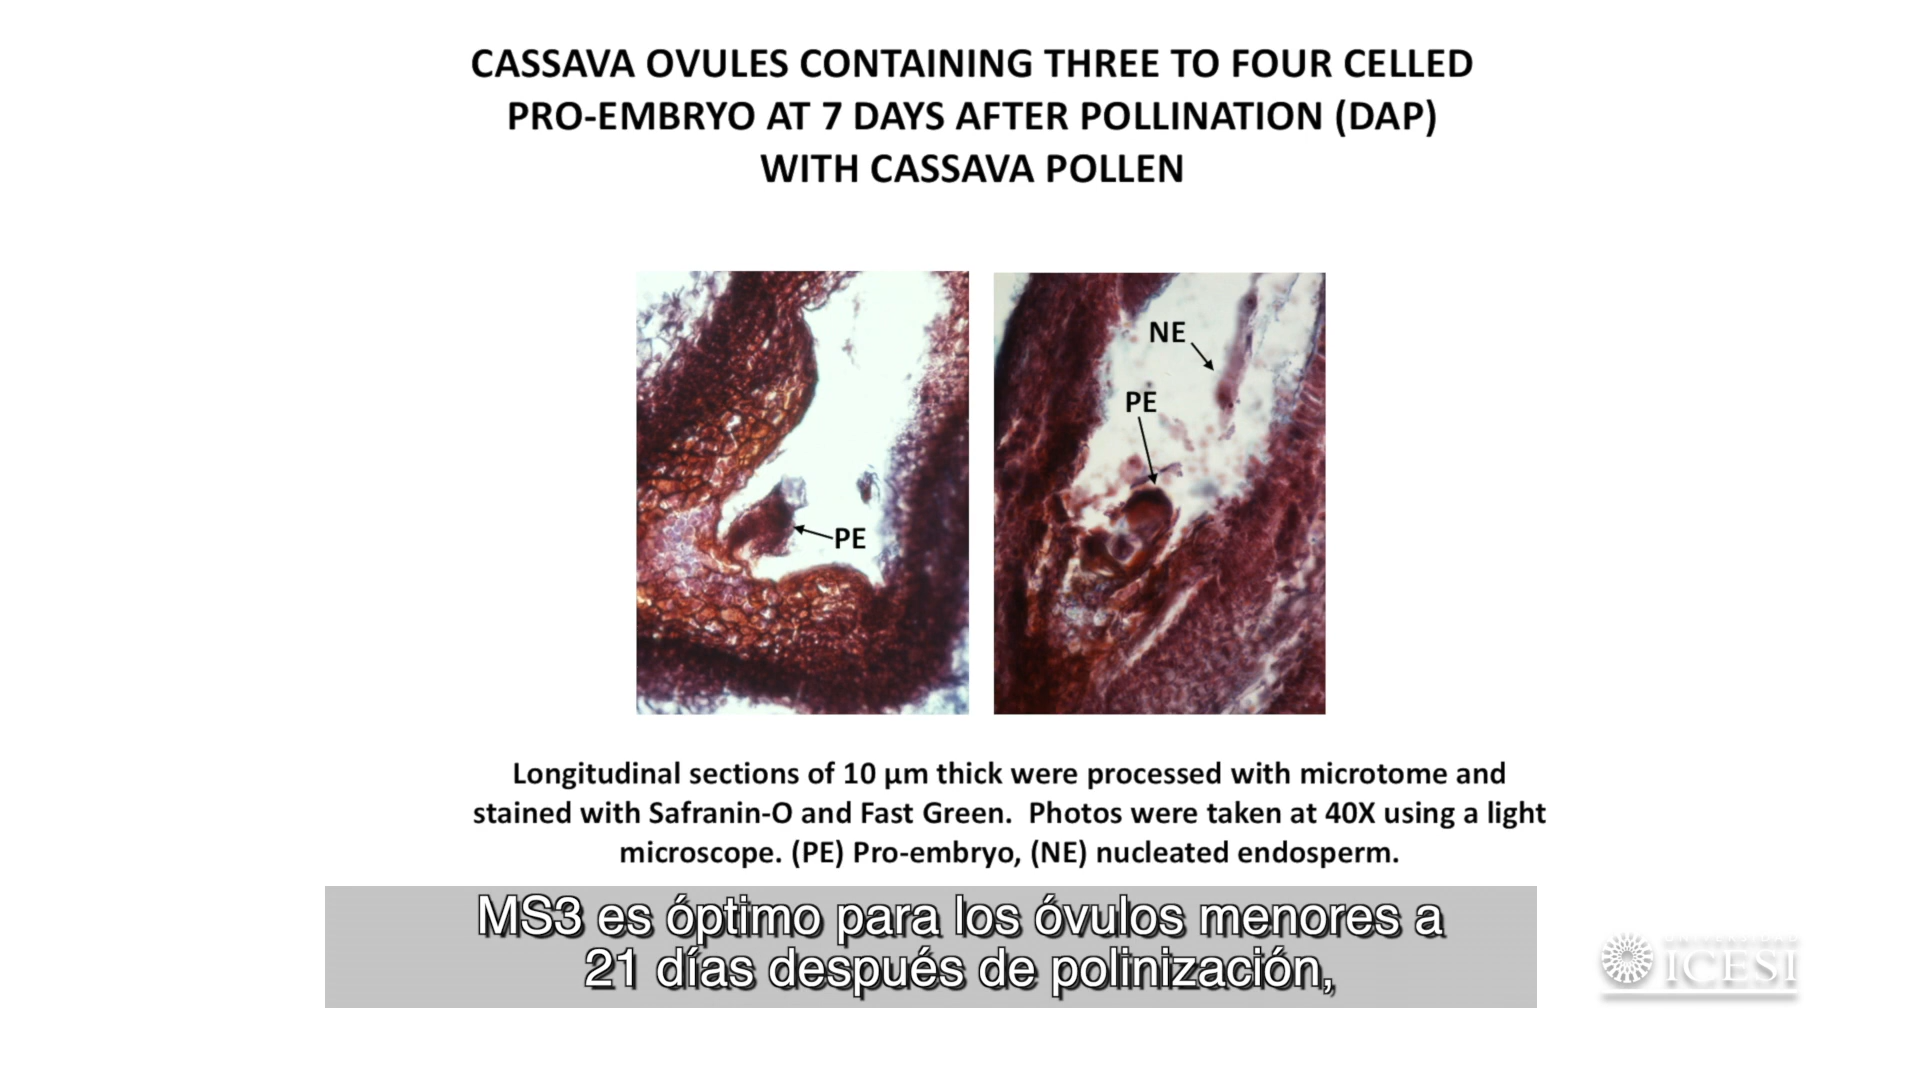 CASSAVA OVULES CONTAINING THREE TO FOUR CELLED
PRO-EMBRYO AT 7 DAYS AFTER POLLINATION (DAP)
WITH CASSAVA POLLEN
NE
PE
PE
Longitudinal sections of 10 µm thick were processed with microtome and
stained with Safranin-O and Fast Green.  Photos were taken at 40X using a light
microscope. (PE) Pro-embryo, (NE) nucleated endosperm.
MS3 es óptimo para los óvulos menores a
21 días después de polinización,
UNIVERSIDAD
ICESI